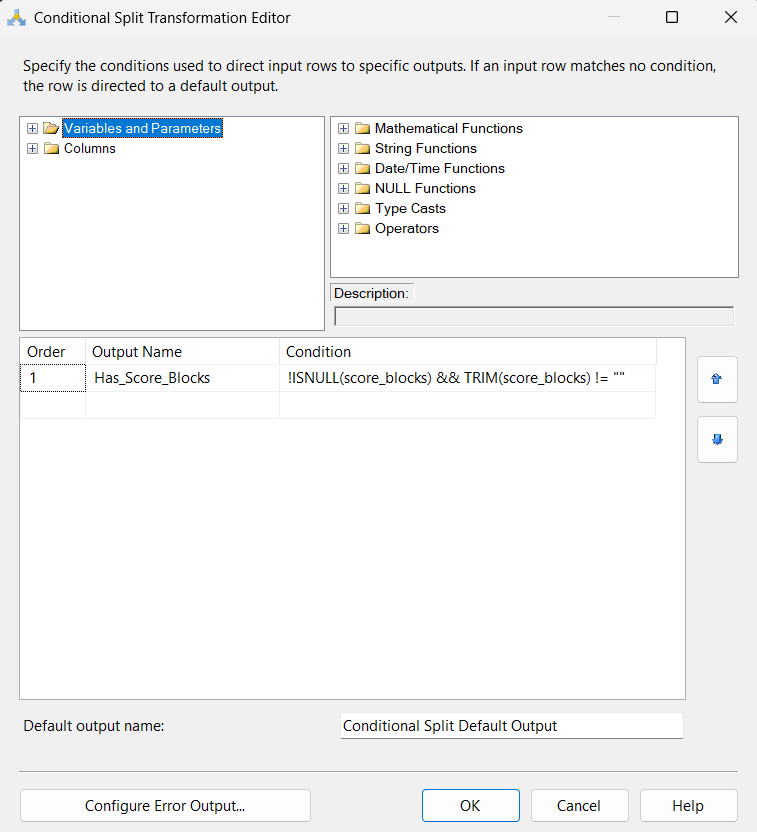 Conditional Split Transformation Editor
Specify the conditions used to direct input rows to specific outputs. If an input row matches no condition,
the row is directed to a default output.
Variables and Parameters
Columns
Mathematical Functions
String Functions
Date/Time Functions
NULL Functions
Type Casts
Operators
Description:
Order Output Name Condition
1 Has_Score_Blocks !ISNULL(score_blocks) && TRIM(score_blocks) != ""
Default output name: Conditional Split Default Output
Configure Error Output... OK Cancel Help